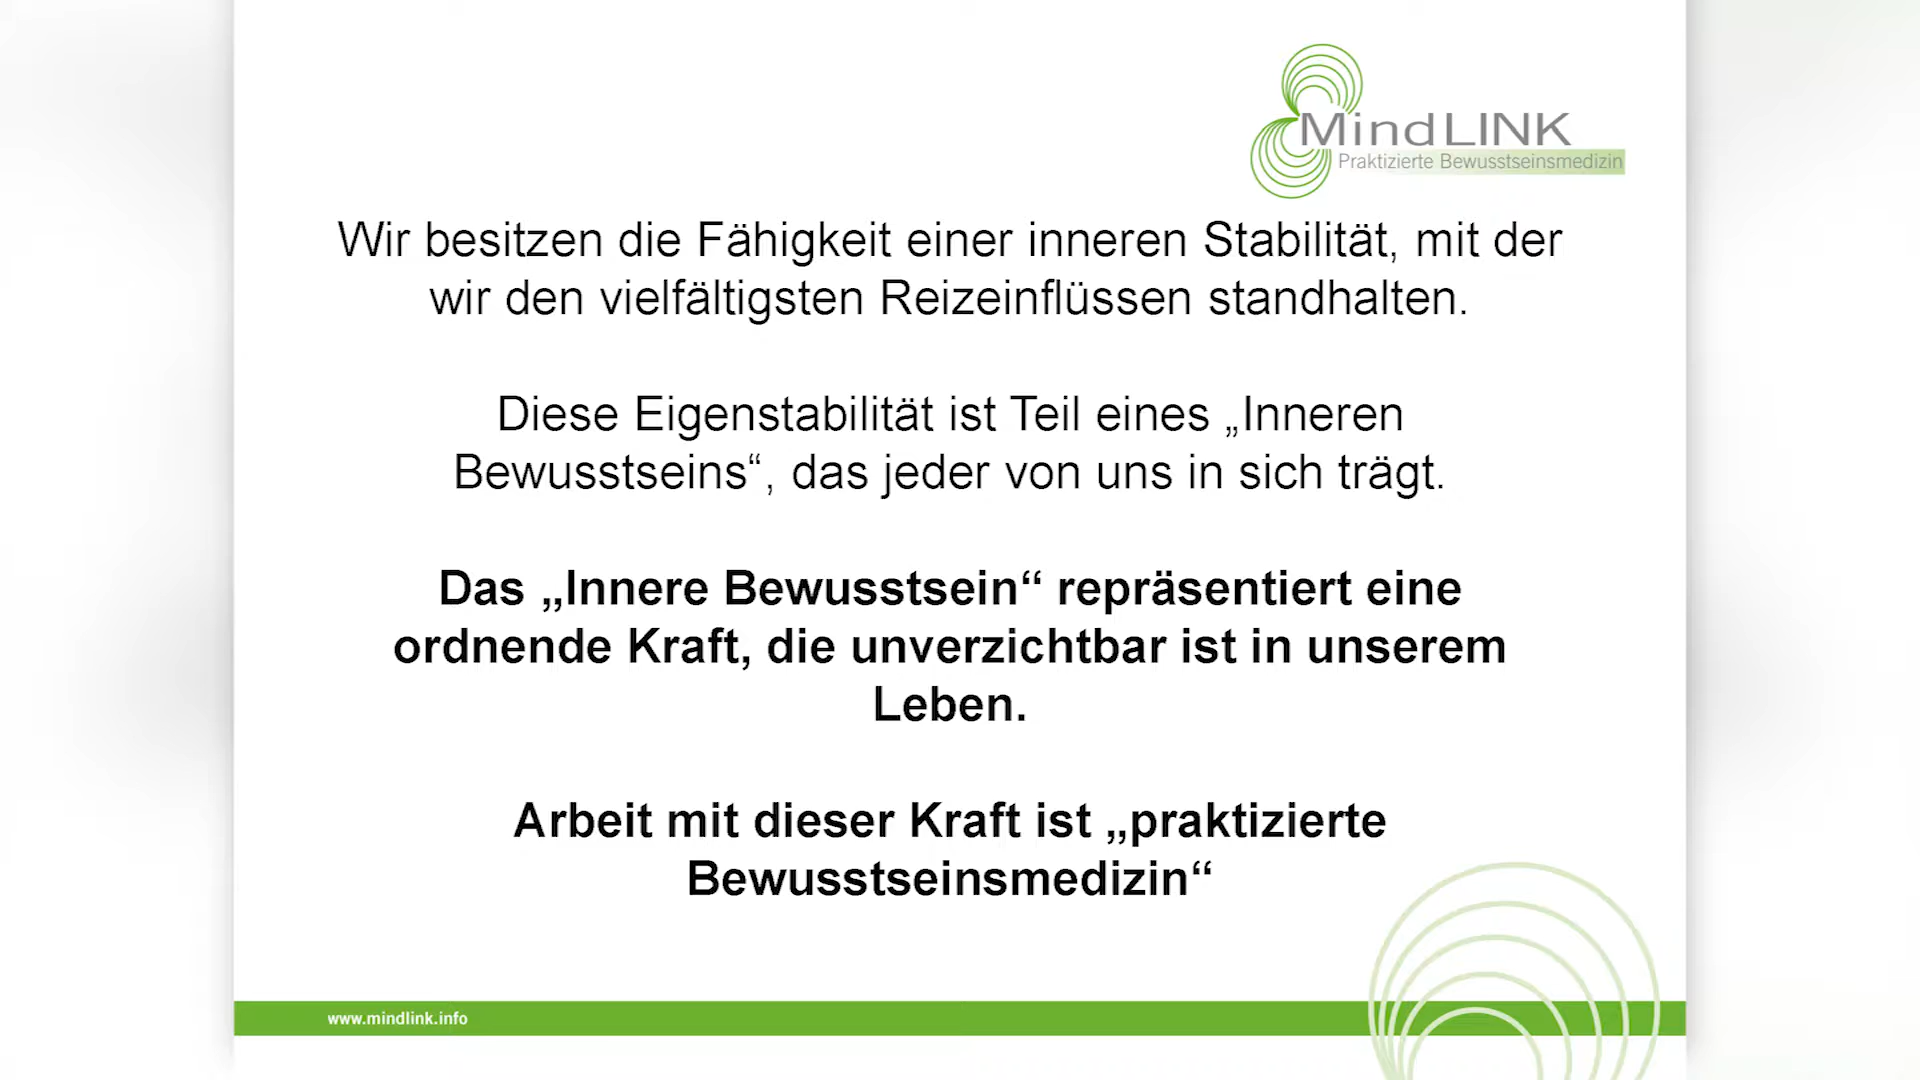 MindLINK
Praktizierte Bewusstseinsmedizin
Wir besitzen die Fähigkeit einer inneren Stabilität, mit der
wir den vielfältigsten Reizeinflüssen standhalten.
Diese Eigenstabilität ist Teil eines „Inneren
Bewusstseins“, das jeder von uns in sich trägt.
Das „Innere Bewusstsein“ repräsentiert eine
ordnende Kraft, die unverzichtbar ist in unserem
Leben.
Arbeit mit dieser Kraft ist „praktizierte
Bewusstseinsmedizin“
www.mindlink.info